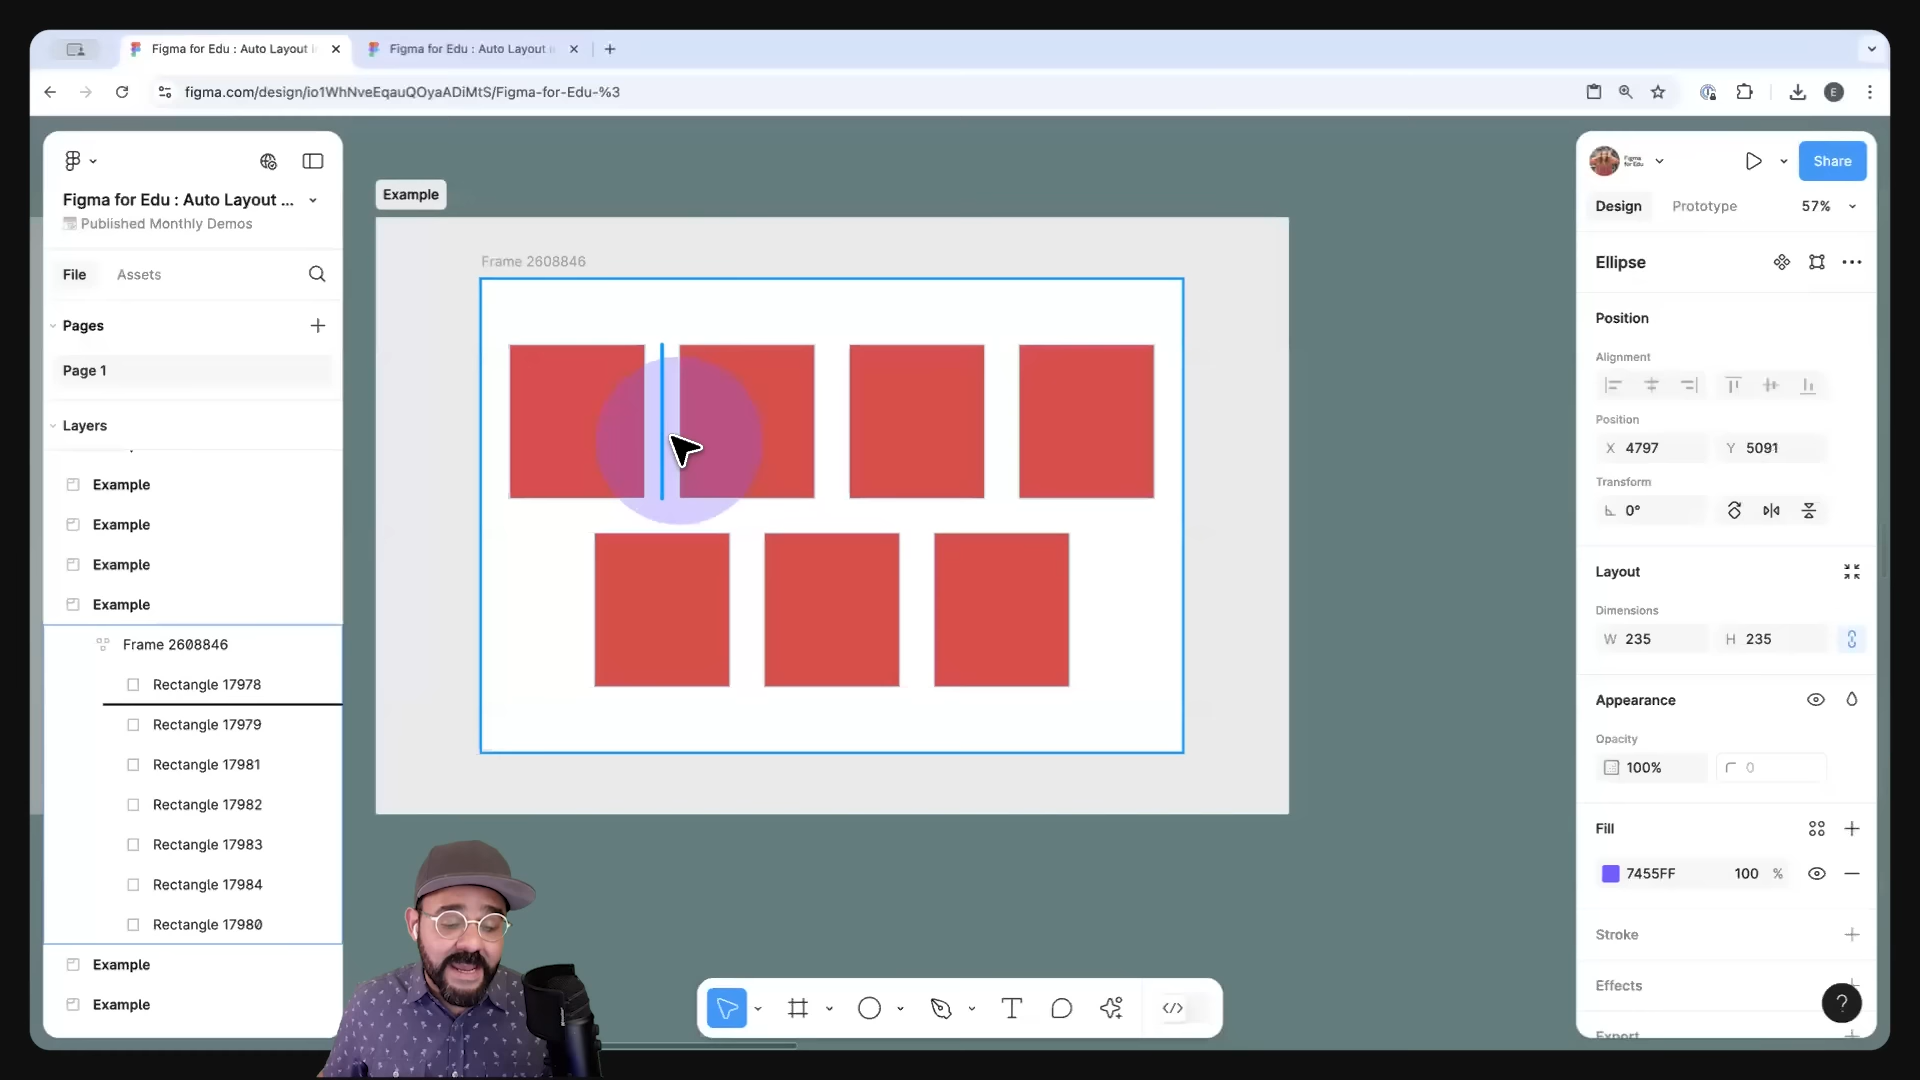 Figma for Edu : Auto Layout i
Figma for Edu : Auto Layout i
figma.com/design/io1WhNveEqauQOyaADiMtS/Figma-for-Edu-%3
E
Figma for Edu : Auto Layout ...
Published Monthly Demos
File
Assets
Pages
Page 1
Layers
Example
Example
Example
Example
Frame 2608846
Rectangle 17978
Rectangle 17979
Rectangle 17981
Rectangle 17982
Rectangle 17983
Rectangle 17984
Rectangle 17980
Example
Example
Example
Frame 2608846
Figma for Edu
Share
Design
Prototype
57%
Ellipse
Position
Alignment
Position
X 4797
Y 5091
Transform
0°
Layout
Dimensions
W 235
H 235
Appearance
Opacity
100%
0
Fill
7455FF
100
%
Stroke
Effects
Export
?